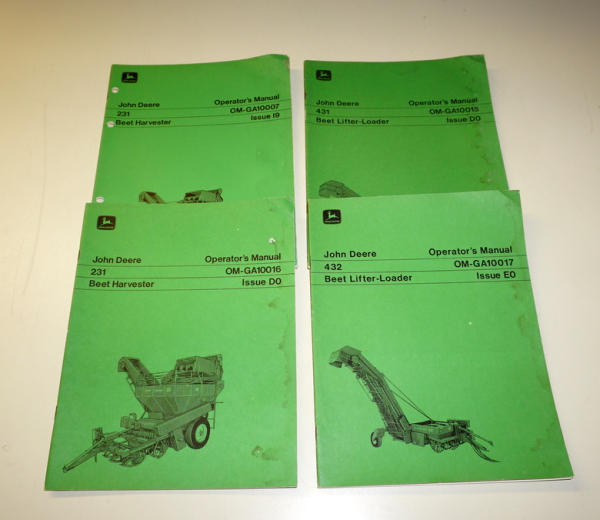 John Deere Operator's Manual
231 OM-GA10007
Beet Harvester Issue I9
John Deere Operator's Manual
431 OM-GA10015
Beet Lifter-Loader Issue D0
John Deere Operator's Manual
231 OM-GA10016
Beet Harvester Issue D0
John Deere Operator's Manual
432 OM-GA10017
Beet Lifter-Loader Issue E0